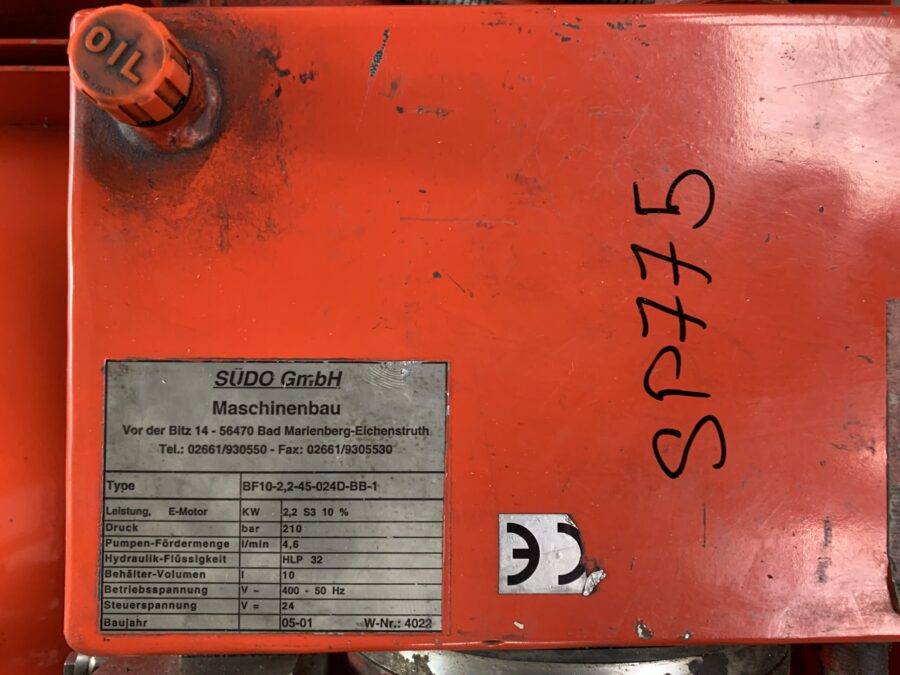 OIL
SP775
SÜDO GmbH
Maschinenbau
Vor der Bitz 14 - 56470 Bad Marienberg-Eichenstruth
Tel.: 02661/930550 - Fax: 02661/9305530
Type BF10-2,2-45-024D-BB-1
Leistung, E-Motor KW 2,2 S3 10 %
Druck bar 210
Pumpen-Fördermenge l/min 4,6
Hydraulik-Flüssigkeit HLP 32
Behälter-Volumen l 10
Betriebsspannung V ~ 400 - 50 Hz
Steuerspannung V = 24
Baujahr 05-01 W-Nr.: 4022
CE